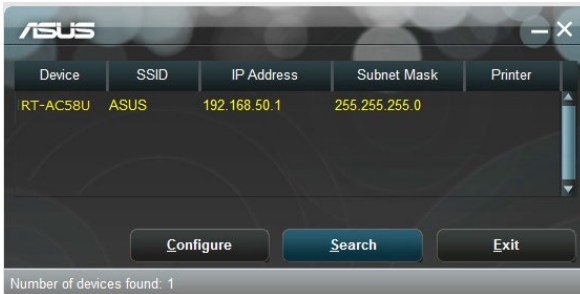 ASUS
Device SSID IP Address Subnet Mask Printer
RT-AC58U ASUS 192.168.50.1 255.255.255.0
Configure Search Exit
Number of devices found: 1